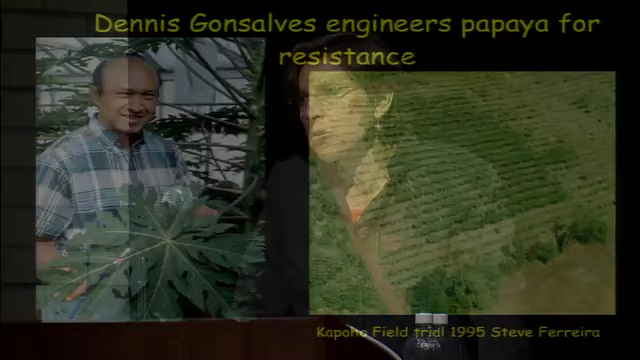 Dennis Gonsalves engineers papaya for
resistance
Kapoho Field trial 1995 Steve Ferreira